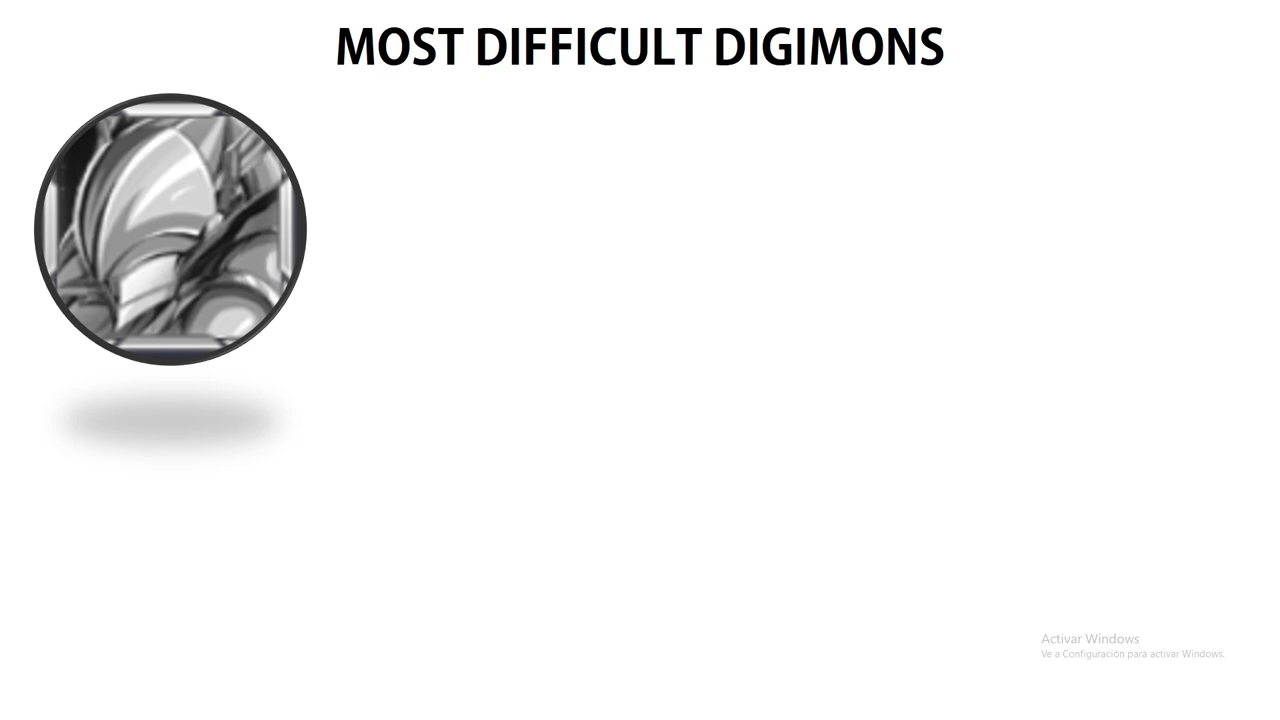 MOST DIFFICULT DIGIMONS
Activar Windows
Ve a Configuración para activar Windows.